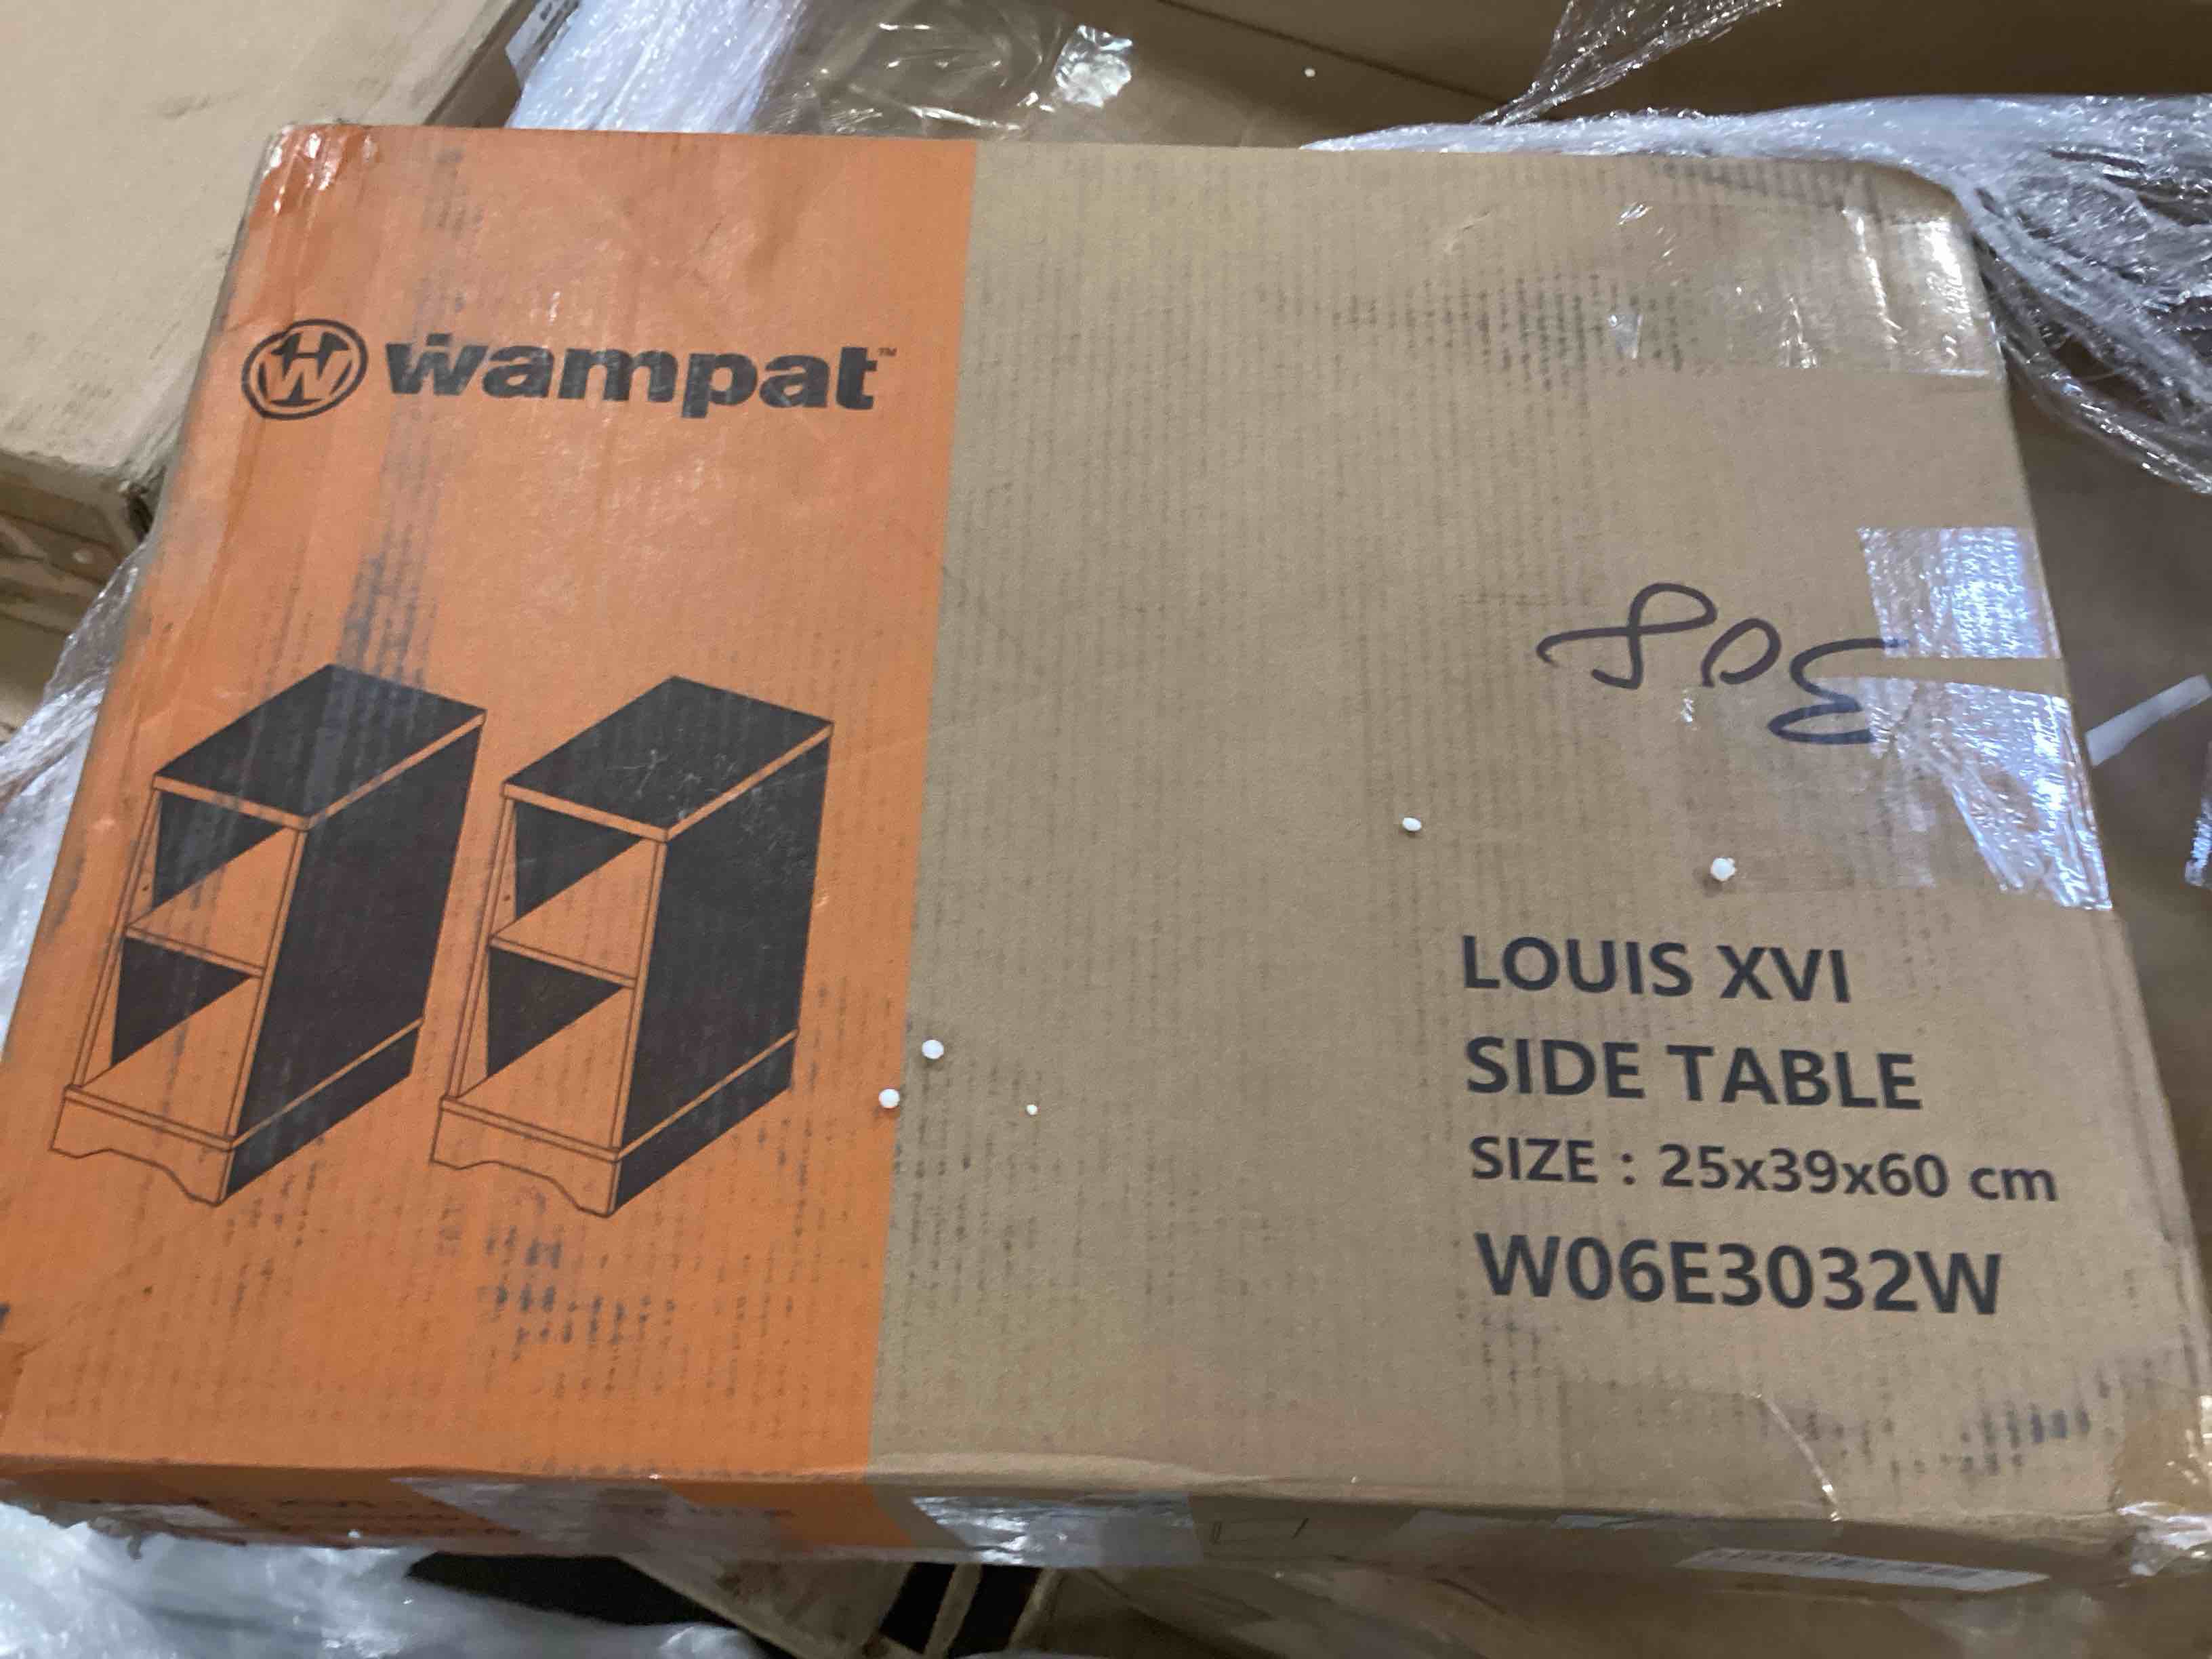 wampat™
308
LOUIS XVI
SIDE TABLE
SIZE : 25x39x60 cm
W06E3032W